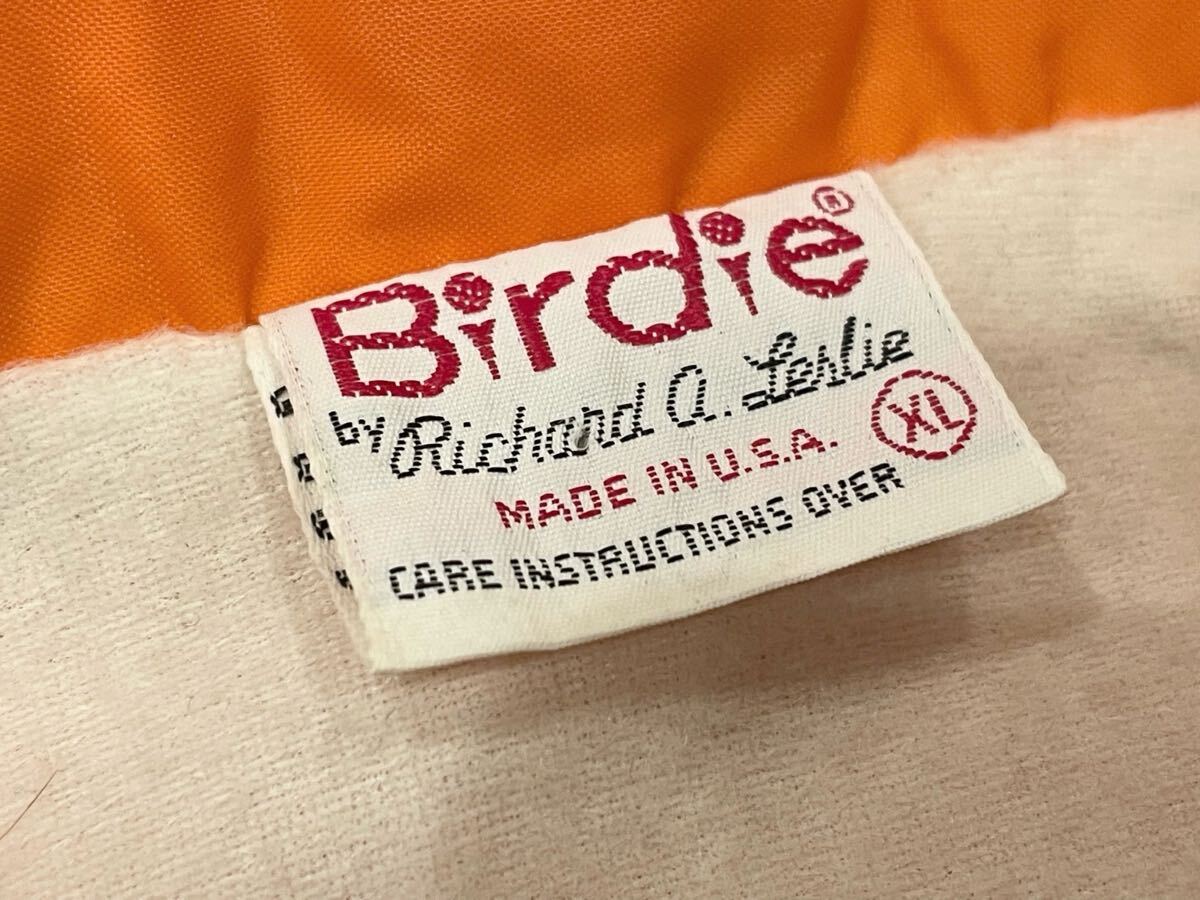 Birdie®
by Richard A. Leslie
MADE IN U.S.A. XL
CARE INSTRUCTIONS OVER